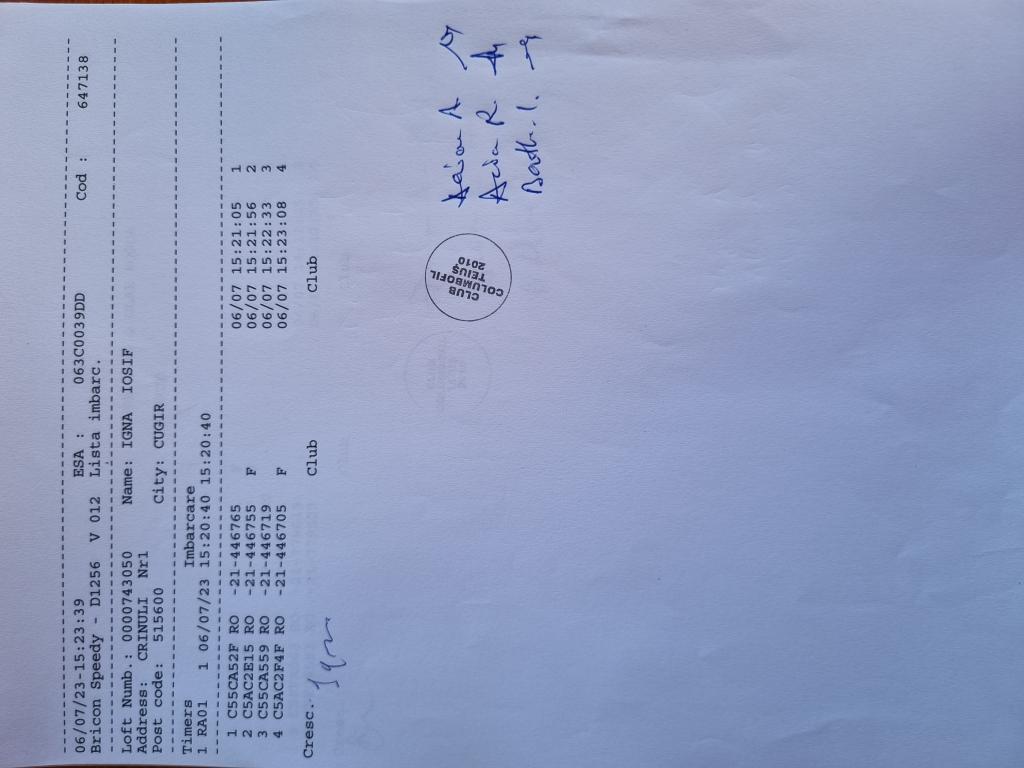 06/07/23-15:23:39 ESA : 063C0039DD Cod : 647138
Bricon Speedy - D1256 V 012 Lista imbarc.
Loft Numb.: 0000743050 Name: IGNA IOSIF
Address: CRINULI Nr1
Post code: 515600 City: CUGIR
Timers Imbarcare
1 RA01 1 06/07/23 15:20:40 15:20:40
1 C55CA52F RO -21-446765 06/07 15:21:05 1
2 C5AC2E15 RO -21-446755 F 06/07 15:21:56 2
3 C55CA559 RO -21-446719 06/07 15:22:33 3
4 C5AC2F4F RO -21-446705 F 06/07 15:23:08 4
Cresc. Club Club
CLUB
COLUMBOFIL
TEIUŞ
2010